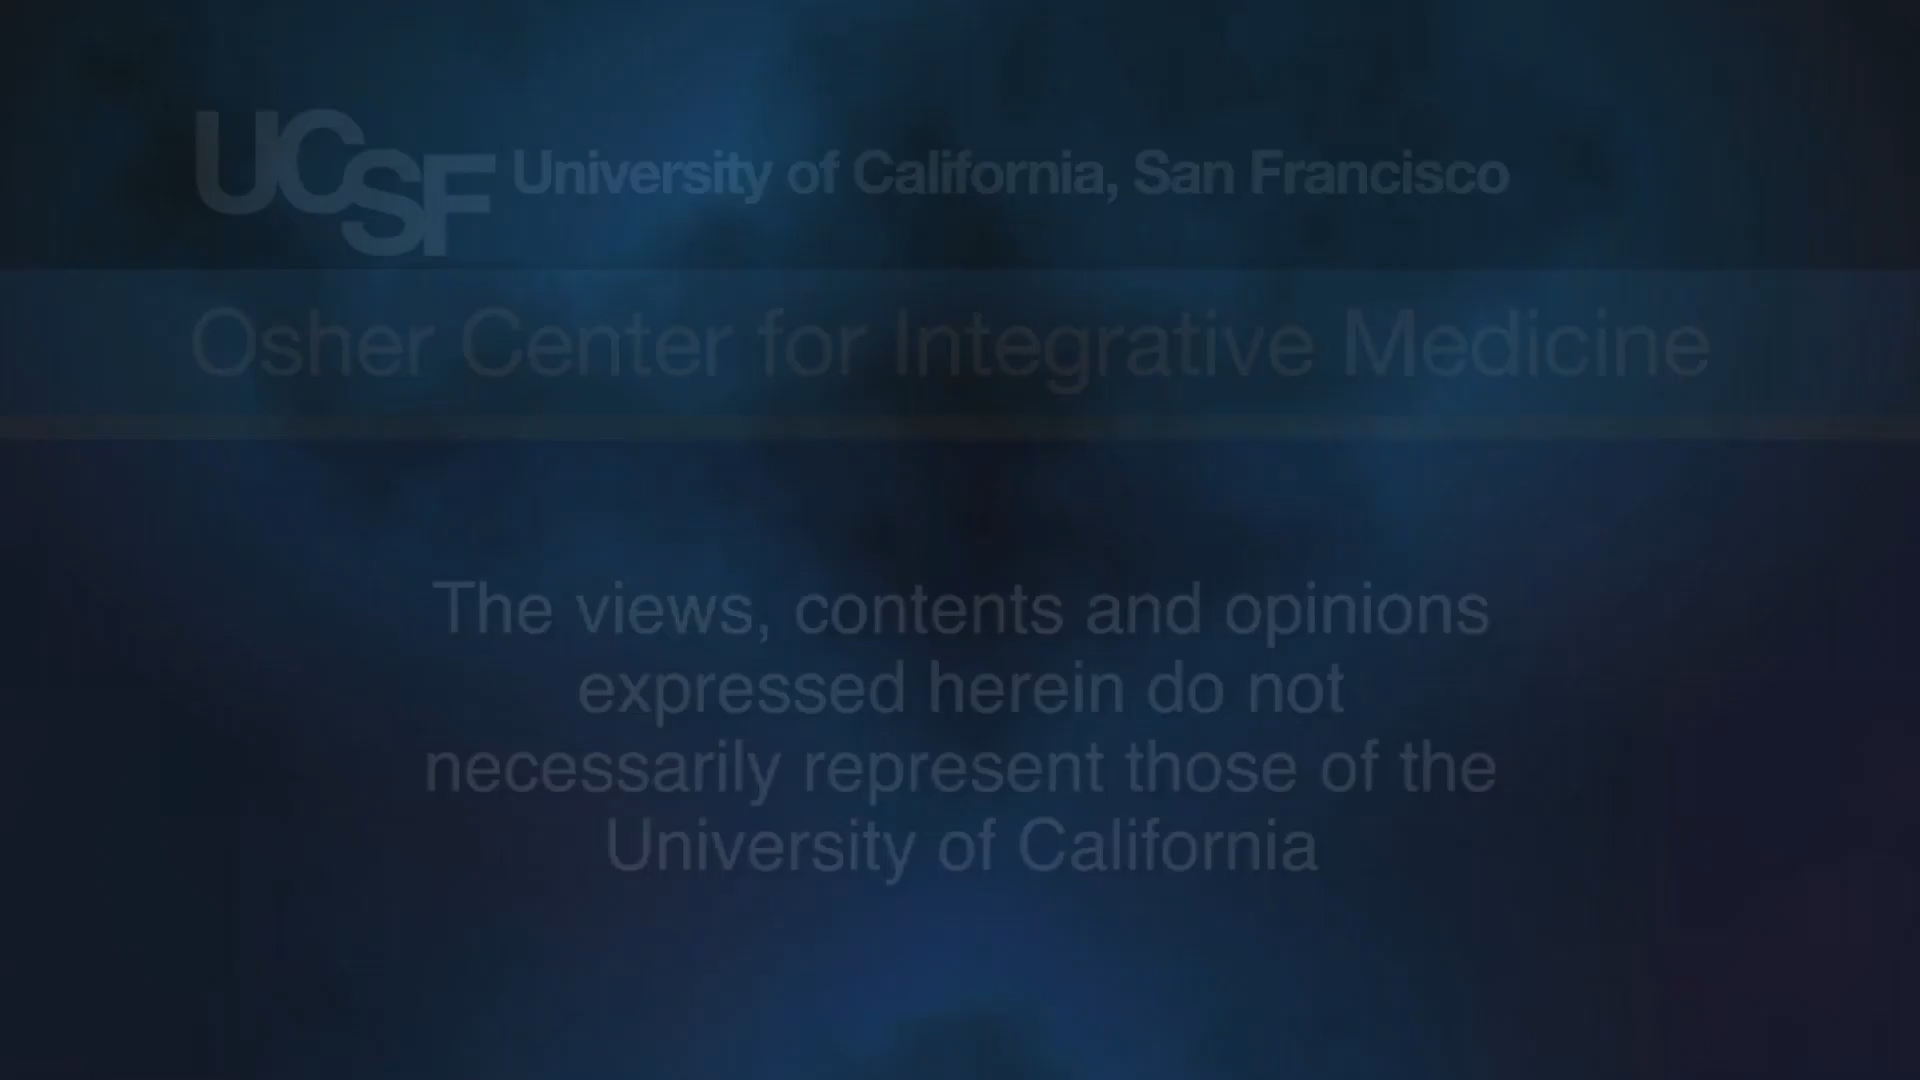 UCSF University of California, San Francisco
Osher Center for Integrative Medicine
The views, contents and opinions
expressed herein do not
necessarily represent those of the
University of California